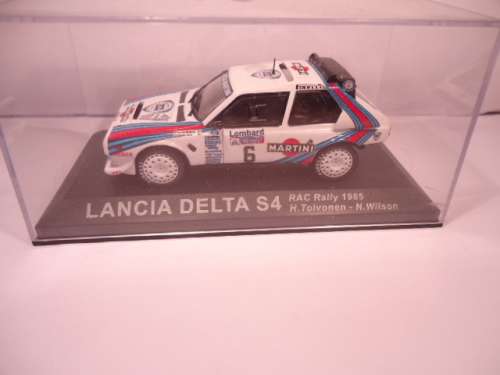 Lombard
6
MARTINI
LANCIA DELTA S4
RAC Rally 1985
H.Toivonen - N.Wilson